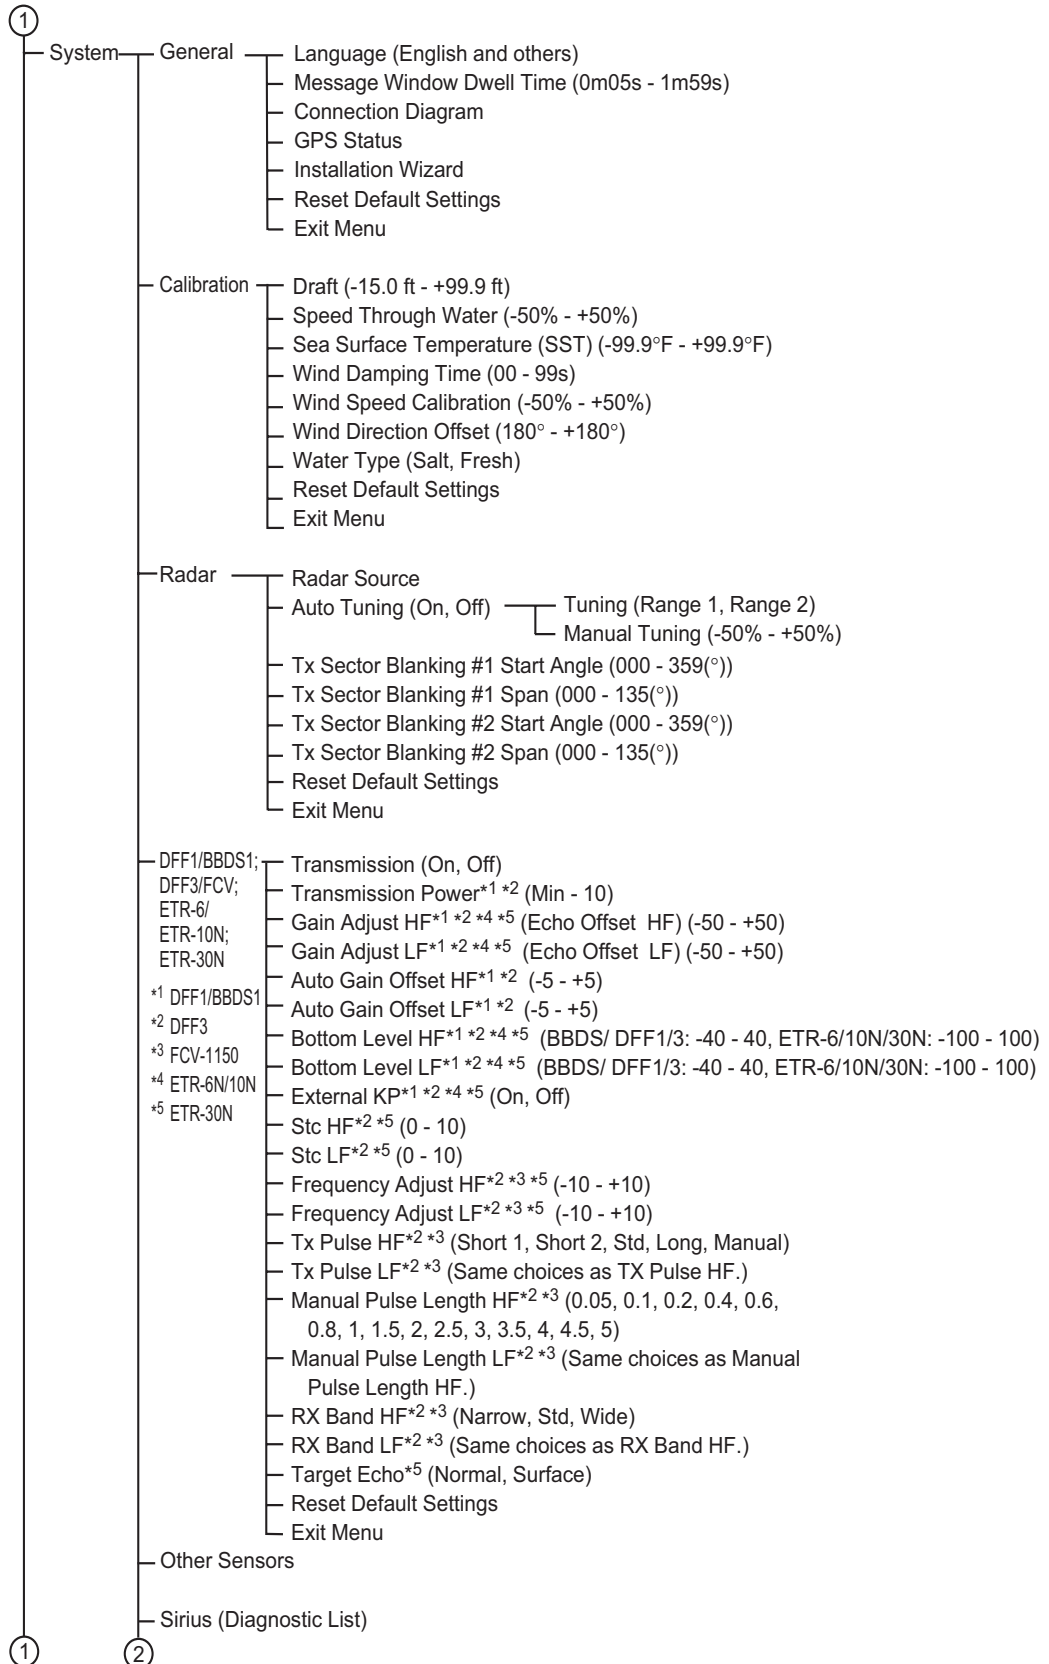 1
System
General
Language (English and others)
Message Window Dwell Time (0m05s - 1m59s)
Connection Diagram
GPS Status
Installation Wizard
Reset Default Settings
Exit Menu
Calibration
Draft (-15.0 ft - +99.9 ft)
Speed Through Water (-50% - +50%)
Sea Surface Temperature (SST) (-99.9°F - +99.9°F)
Wind Damping Time (00 - 99s)
Wind Speed Calibration (-50% - +50%)
Wind Direction Offset (180° - +180°)
Water Type (Salt, Fresh)
Reset Default Settings
Exit Menu
Radar
Radar Source
Auto Tuning (On, Off)
Tuning (Range 1, Range 2)
Manual Tuning (-50% - +50%)
Tx Sector Blanking #1 Start Angle (000 - 359(°))
Tx Sector Blanking #1 Span (000 - 135(°))
Tx Sector Blanking #2 Start Angle (000 - 359(°))
Tx Sector Blanking #2 Span (000 - 135(°))
Reset Default Settings
Exit Menu
DFF1/BBDS1;
DFF3/FCV;
ETR-6/
ETR-10N;
ETR-30N
*1 DFF1/BBDS1
*2 DFF3
*3 FCV-1150
*4 ETR-6N/10N
*5 ETR-30N
Transmission (On, Off)
Transmission Power*1 *2 (Min - 10)
Gain Adjust HF*1 *2 *4 *5 (Echo Offset HF) (-50 - +50)
Gain Adjust LF*1 *2 *4 *5 (Echo Offset LF) (-50 - +50)
Auto Gain Offset HF*1 *2 (-5 - +5)
Auto Gain Offset LF*1 *2 (-5 - +5)
Bottom Level HF*1 *2 *4 *5 (BBDS/ DFF1/3: -40 - 40, ETR-6/10N/30N: -100 - 100)
Bottom Level LF*1 *2 *4 *5 (BBDS/ DFF1/3: -40 - 40, ETR-6/10N/30N: -100 - 100)
External KP*1 *2 *4 *5 (On, Off)
Stc HF*2 *5 (0 - 10)
Stc LF*2 *5 (0 - 10)
Frequency Adjust HF*2 *3 *5 (-10 - +10)
Frequency Adjust LF*2 *3 *5 (-10 - +10)
Tx Pulse HF*2 *3 (Short 1, Short 2, Std, Long, Manual)
Tx Pulse LF*2 *3 (Same choices as TX Pulse HF.)
Manual Pulse Length HF*2 *3 (0.05, 0.1, 0.2, 0.4, 0.6,
0.8, 1, 1.5, 2, 2.5, 3, 3.5, 4, 4.5, 5)
Manual Pulse Length LF*2 *3 (Same choices as Manual
Pulse Length HF.)
RX Band HF*2 *3 (Narrow, Std, Wide)
RX Band LF*2 *3 (Same choices as RX Band HF.)
Target Echo*5 (Normal, Surface)
Reset Default Settings
Exit Menu
Other Sensors
Sirius (Diagnostic List)
1
2